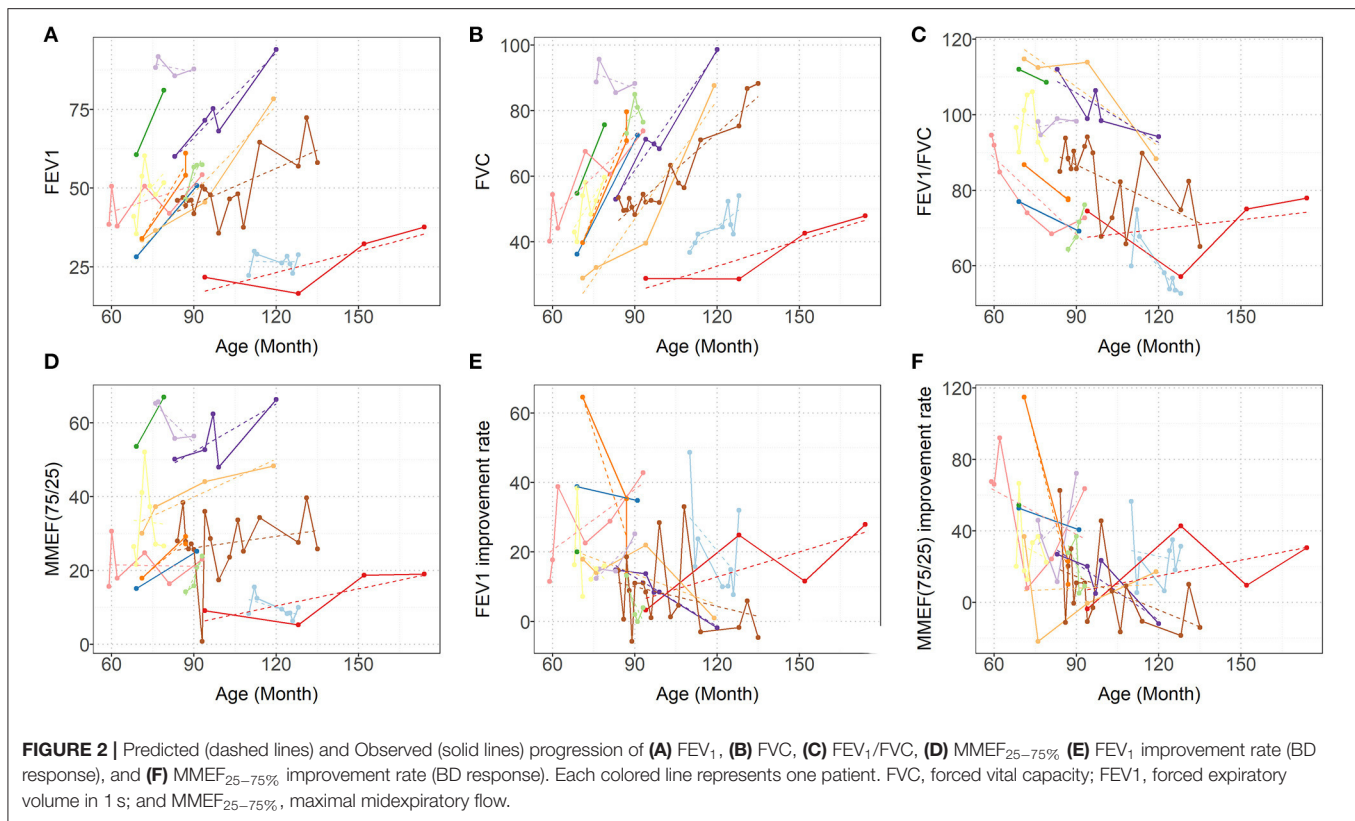 A
B
C
FEV1
75
50
25
60
90
120
150
Age (Month)
FVC
100
80
60
40
60
90
120
150
Age (Month)
FEV1/FVC
120
100
80
60
60
90
120
150
Age (Month)
D
E
F
MMEF(75/25)
60
40
20
0
60
90
120
150
Age (Month)
FEV1 improvement rate
60
40
20
0
60
90
120
150
Age (Month)
MMEF(75/25) improvement rate
120
80
40
0
60
90
120
150
Age (Month)
FIGURE 2 | Predicted (dashed lines) and Observed (solid lines) progression of (A) FEV₁, (B) FVC, (C) FEV₁/FVC, (D) MMEF₂₅₋₇₅% (E) FEV₁ improvement rate (BD
response), and (F) MMEF₂₅₋₇₅% improvement rate (BD response). Each colored line represents one patient. FVC, forced vital capacity; FEV1, forced expiratory
volume in 1 s; and MMEF₂₅₋₇₅%, maximal midexpiratory flow.